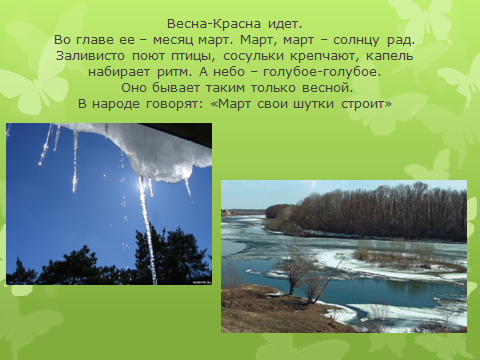 Весна-Красна идет.
Во главе ее – месяц март. Март, март – солнцу рад.
Заливисто поют птицы, сосульки крепчают, капель
набирает ритм. А небо – голубое-голубое.
Оно бывает таким только весной.
В народе говорят: «Март свои шутки строит»